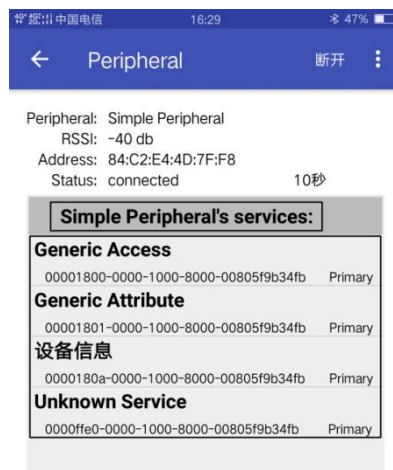 中国电信 16:29 47%
Peripheral 断开
Peripheral: Simple Peripheral
RSSI: -40 db
Address: 84:C2:E4:4D:7F:F8
Status: connected 10秒
Simple Peripheral's services:
Generic Access
00001800-0000-1000-8000-00805f9b34fb Primary
Generic Attribute
00001801-0000-1000-8000-00805f9b34fb Primary
设备信息
0000180a-0000-1000-8000-00805f9b34fb Primary
Unknown Service
0000ffe0-0000-1000-8000-00805f9b34fb Primary